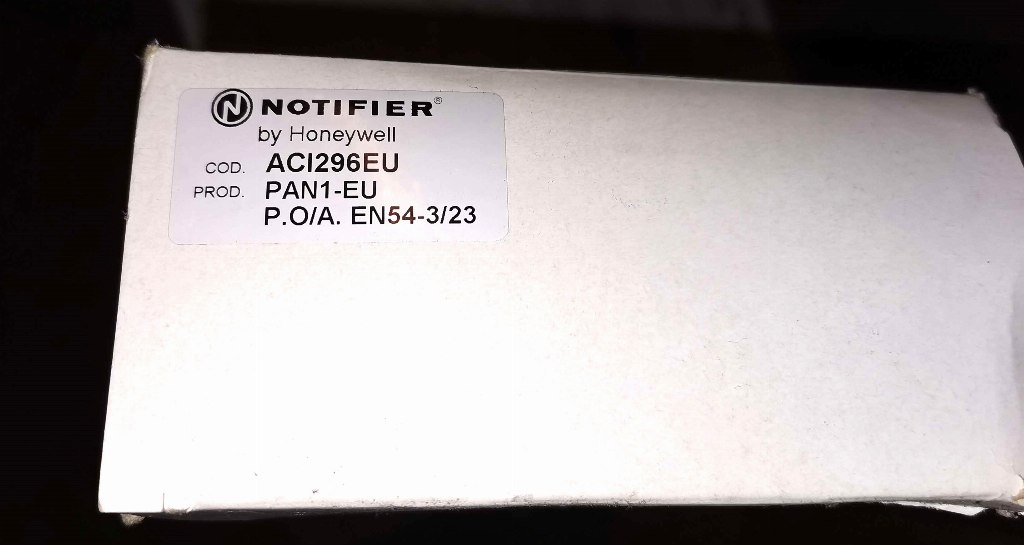 N NOTIFIER®
by Honeywell
COD. ACI296EU
PROD. PAN1-EU
P.O/A. EN54-3/23